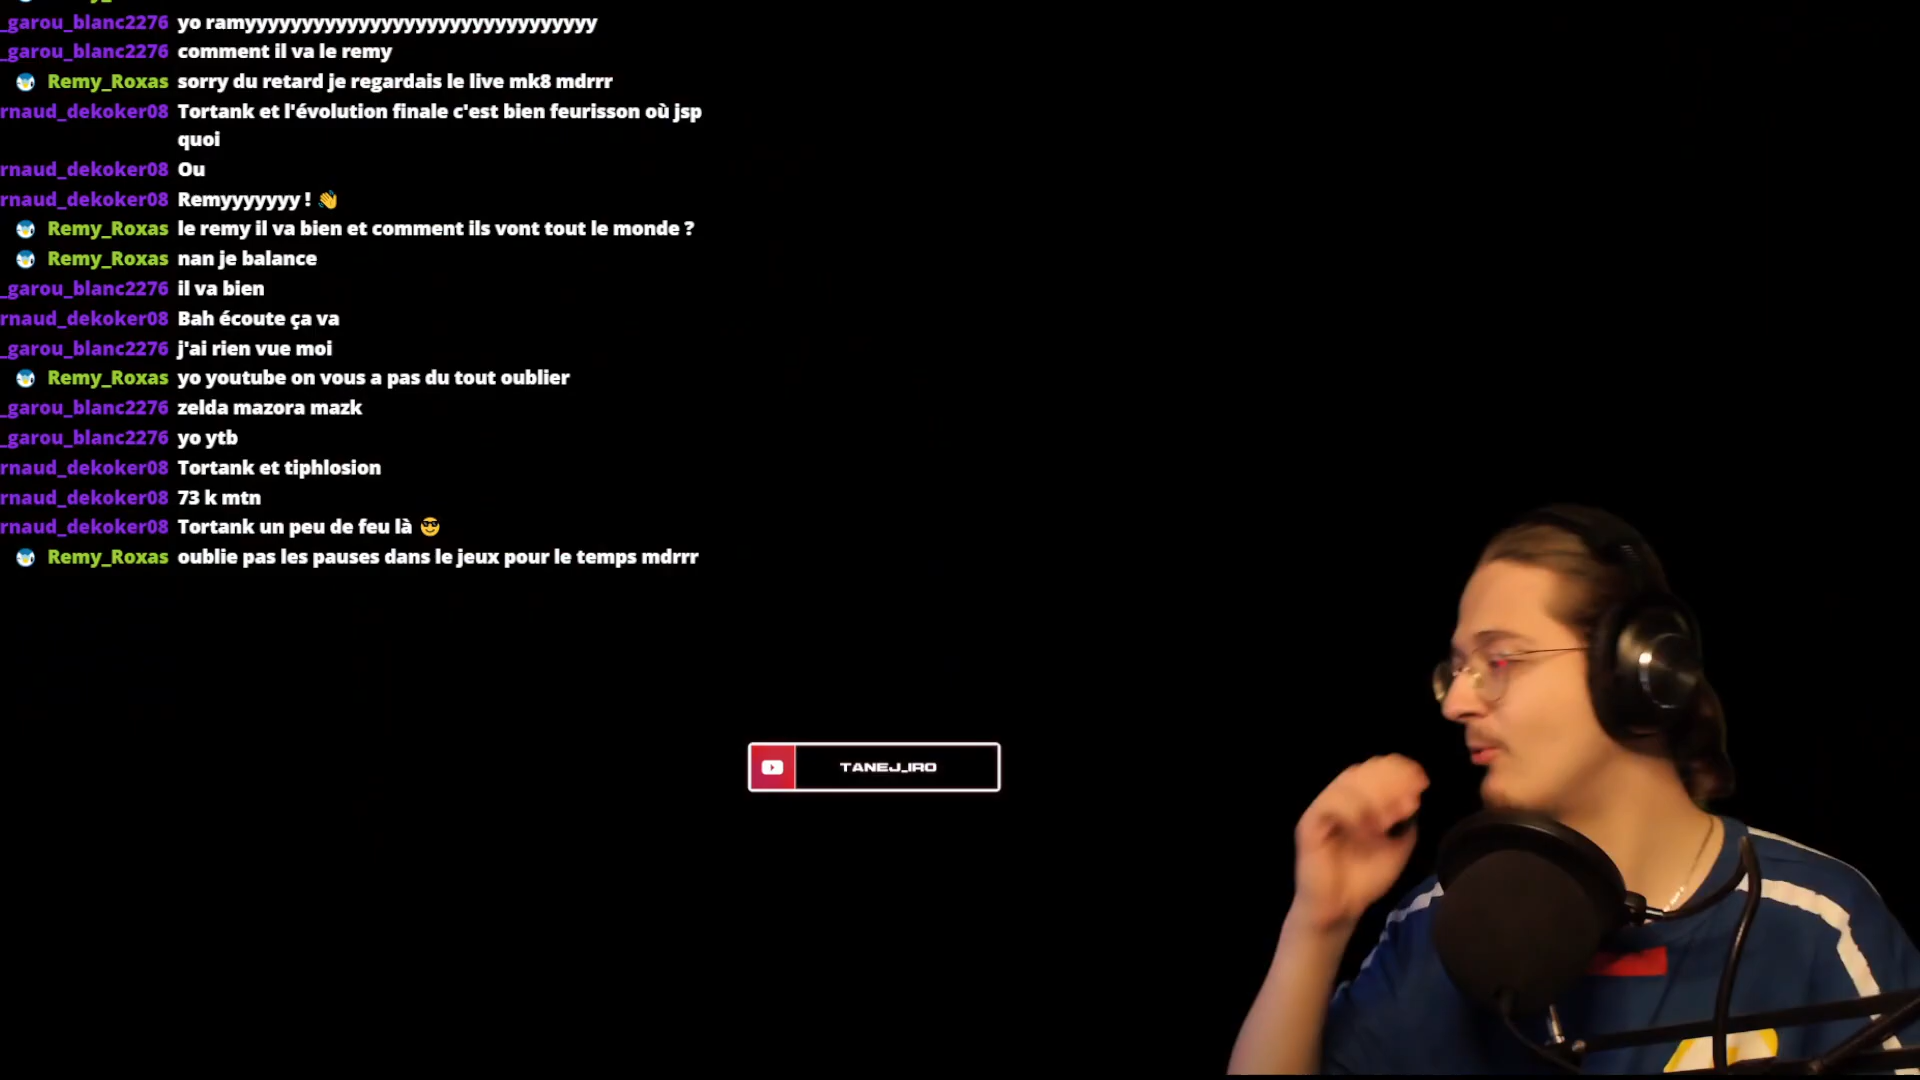 _garou_blanc2276 yo ramyyyyyyyyyyyyyyyyyyyyyyyyyyyyyyy
_garou_blanc2276 comment il va le remy
Remy_Roxas sorry du retard je regardais le live mk8 mdrrr
rnaud_dekoker08 Tortank et l'évolution finale c'est bien feurisson où jsp
quoi
rnaud_dekoker08 Ou
rnaud_dekoker08 Remyyyyyyy ! 👋
Remy_Roxas le remy il va bien et comment ils vont tout le monde ?
Remy_Roxas nan je balance
_garou_blanc2276 il va bien
rnaud_dekoker08 Bah écoute ça va
_garou_blanc2276 j'ai rien vue moi
Remy_Roxas yo youtube on vous a pas du tout oublier
_garou_blanc2276 zelda mazora mazk
_garou_blanc2276 yo ytb
rnaud_dekoker08 Tortank et tiphlosion
rnaud_dekoker08 73 k mtn
rnaud_dekoker08 Tortank un peu de feu là 😎
Remy_Roxas oublie pas les pauses dans le jeux pour le temps mdrrr
TANEJ_IRO